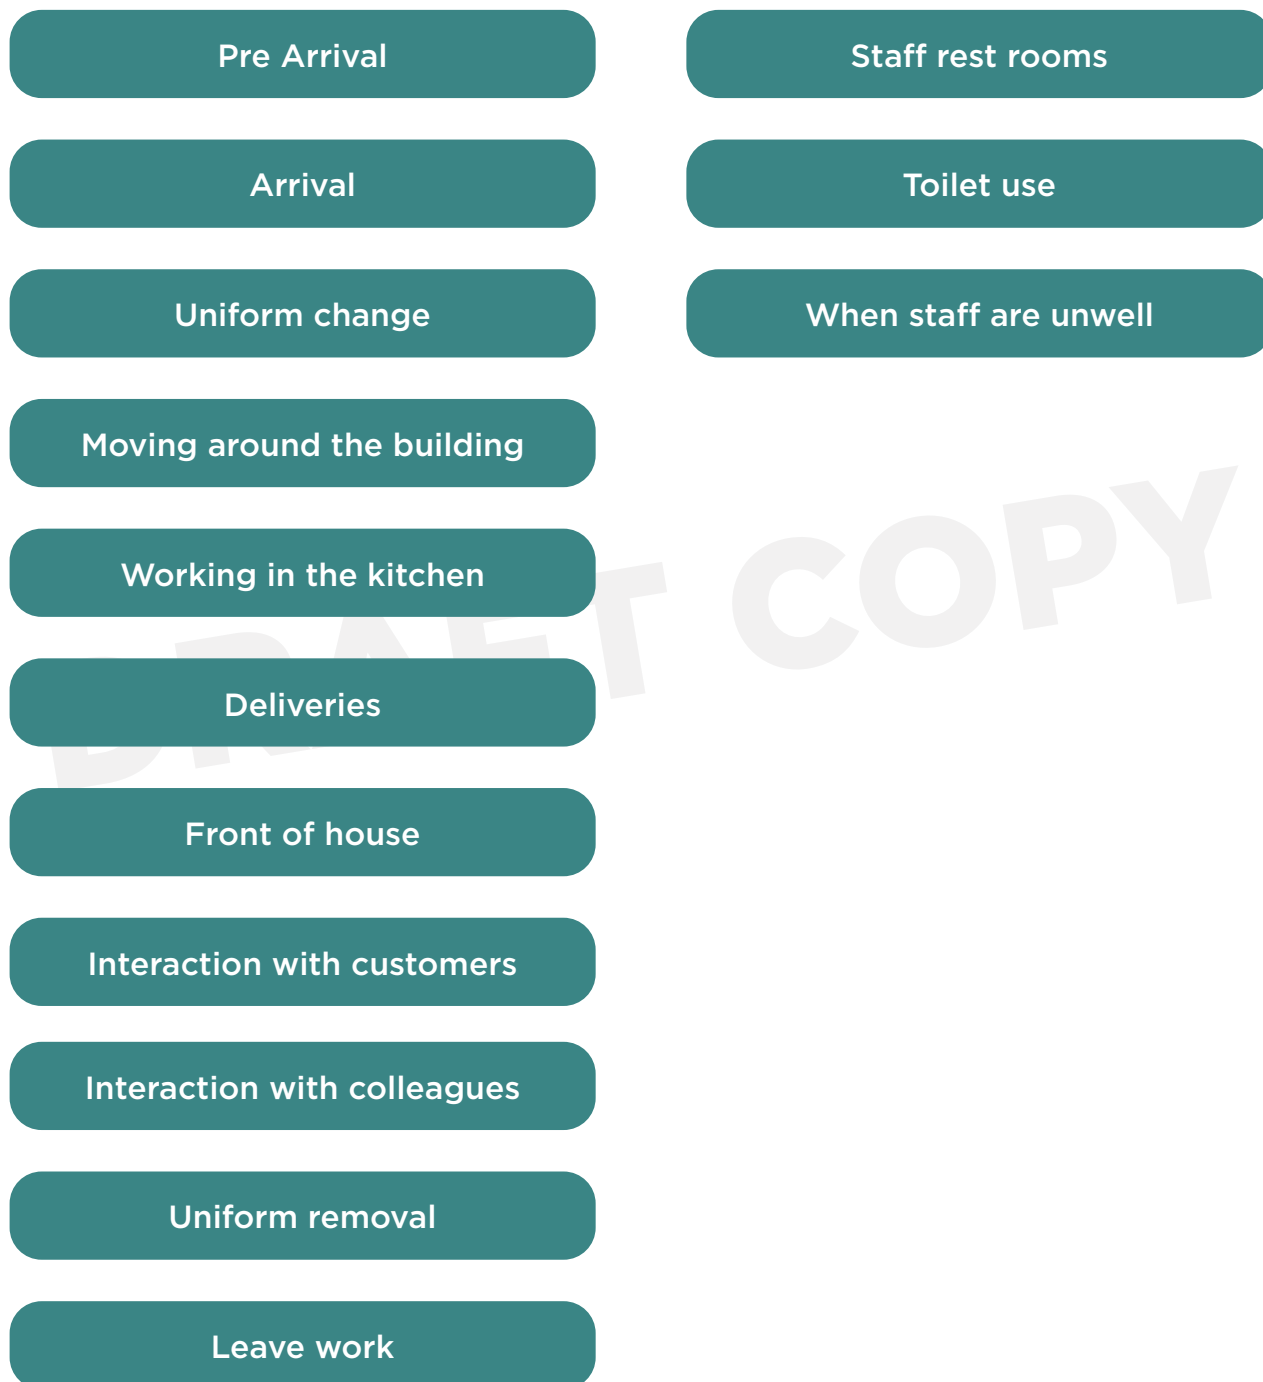 Pre Arrival
Arrival
Uniform change
Moving around the building
Working in the kitchen
Deliveries
Front of house
Interaction with customers
Interaction with colleagues
Uniform removal
Leave work
Staff rest rooms
Toilet use
When staff are unwell
DRAFT COPY